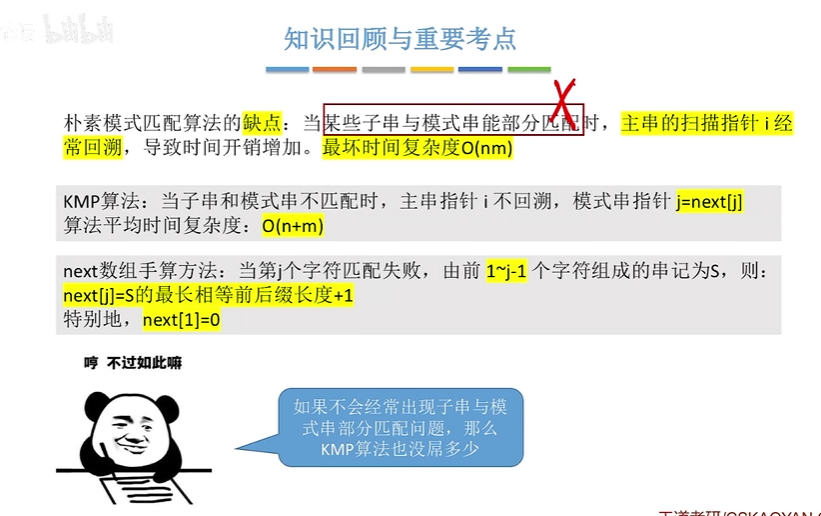 bilibili
知识回顾与重要考点
朴素模式匹配算法的缺点：当某些子串与模式串能部分匹配时，主串的扫描指针 i 经
常回溯，导致时间开销增加。最坏时间复杂度O(nm)
KMP算法：当子串和模式串不匹配时，主串指针 i 不回溯，模式串指针 j=next[j]
算法平均时间复杂度：O(n+m)
next数组手算方法：当第j个字符匹配失败，由前 1~j-1 个字符组成的串记为S，则：
next[j]=S的最长相等前后缀长度+1
特别地，next[1]=0
哼 不过如此嘛
如果不会经常出现子串与模
式串部分匹配问题，那么
KMP算法也没屌多少